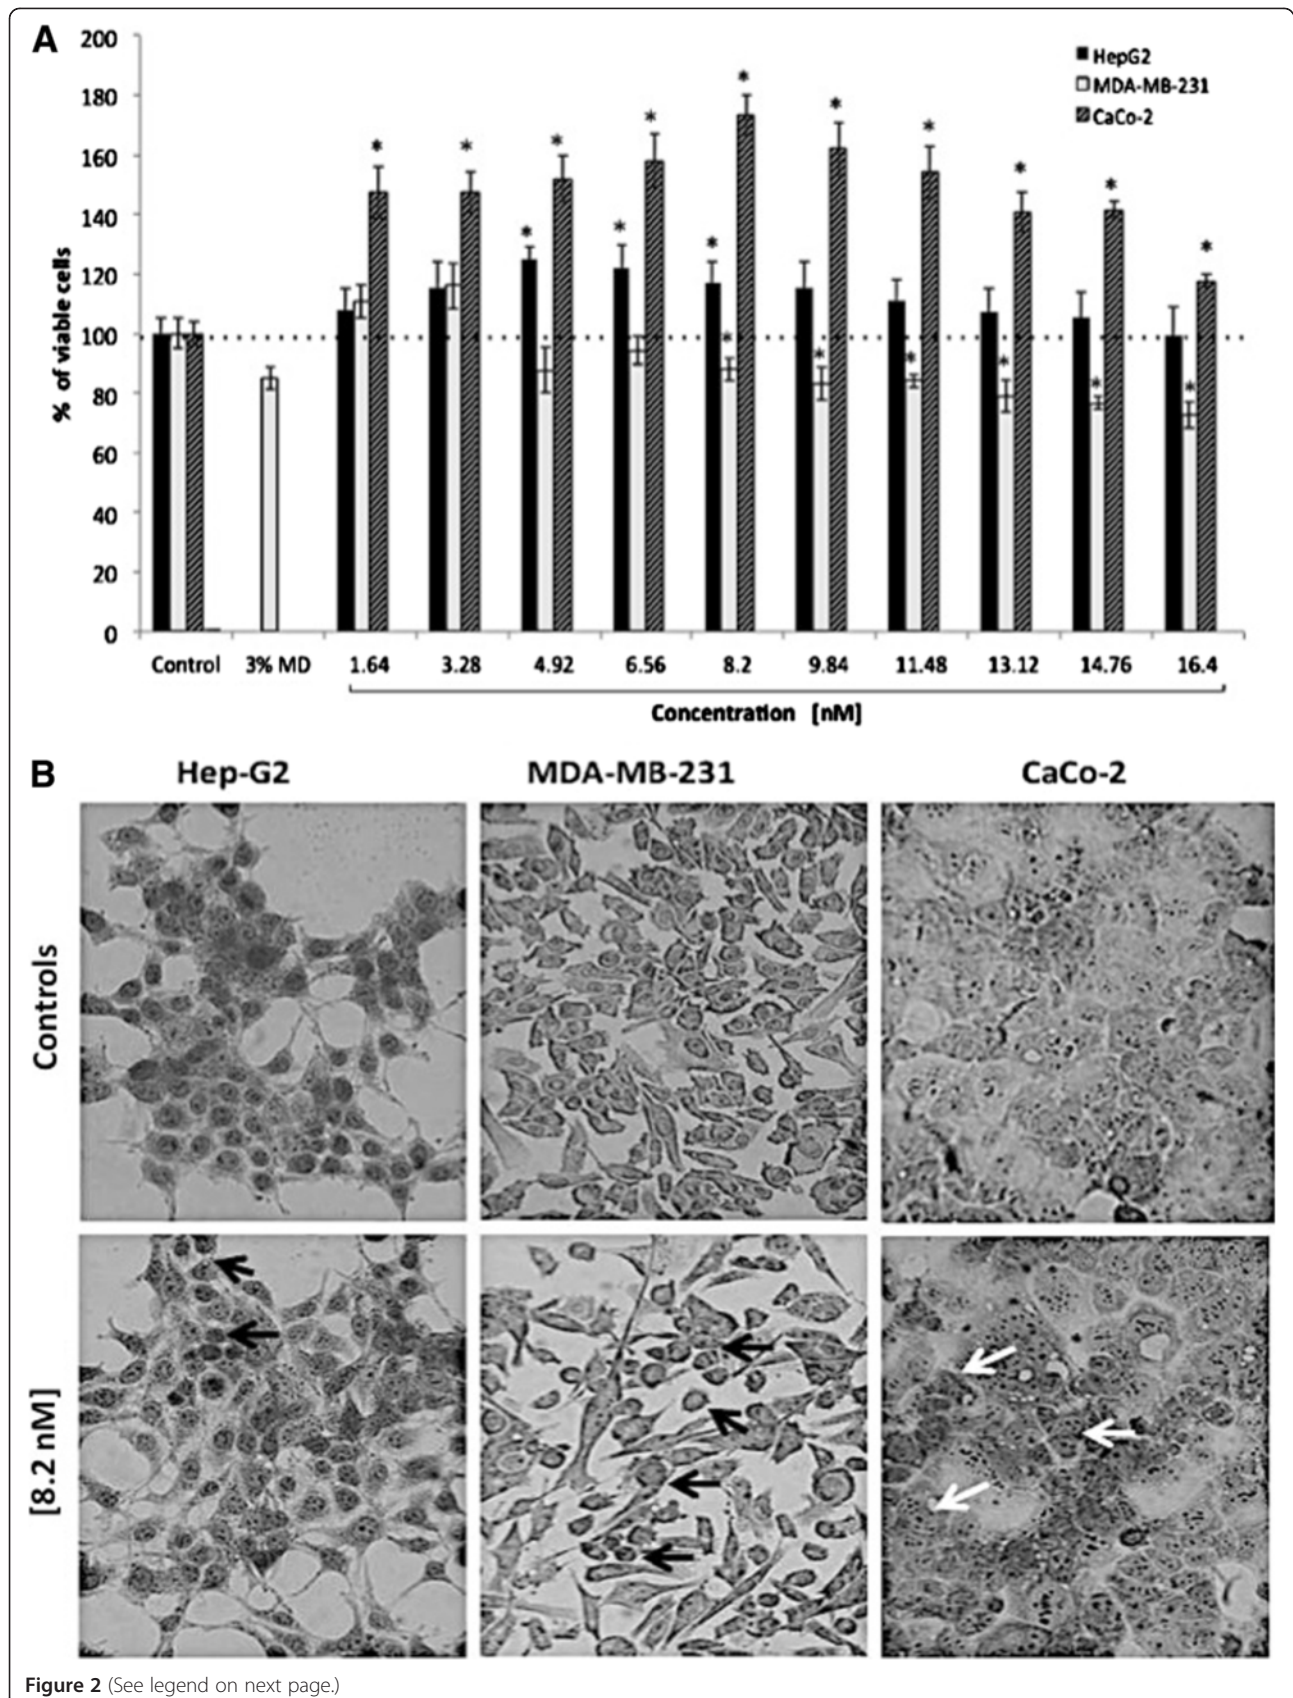 A
200
180
160
140
120
100
80
60
40
20
0
% of viable cells
HepG2
MDA-MB-231
CaCo-2
* * * * * * * * * *
* * *
* * * * * *
Control 3% MD 1.64 3.28 4.92 6.56 8.2 9.84 11.48 13.12 14.76 16.4
Concentration [nM]
B
Hep-G2 MDA-MB-231 CaCo-2
Controls
[8.2 nM]
Figure 2 (See legend on next page.)